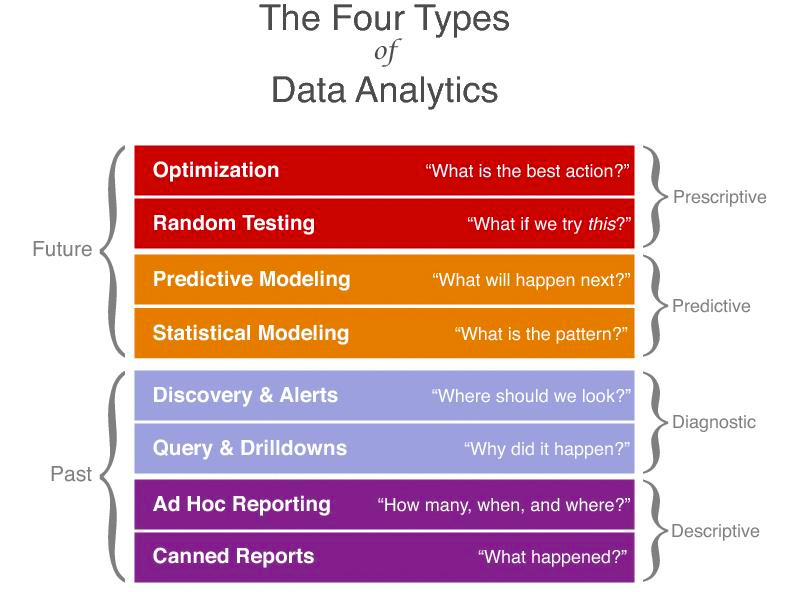 The Four Types
of
Data Analytics
Optimization “What is the best action?”
Random Testing “What if we try this?”
Prescriptive
Future
Predictive Modeling “What will happen next?”
Statistical Modeling “What is the pattern?”
Predictive
Discovery & Alerts “Where should we look?”
Query & Drilldowns “Why did it happen?”
Diagnostic
Past
Ad Hoc Reporting “How many, when, and where?”
Canned Reports “What happened?”
Descriptive